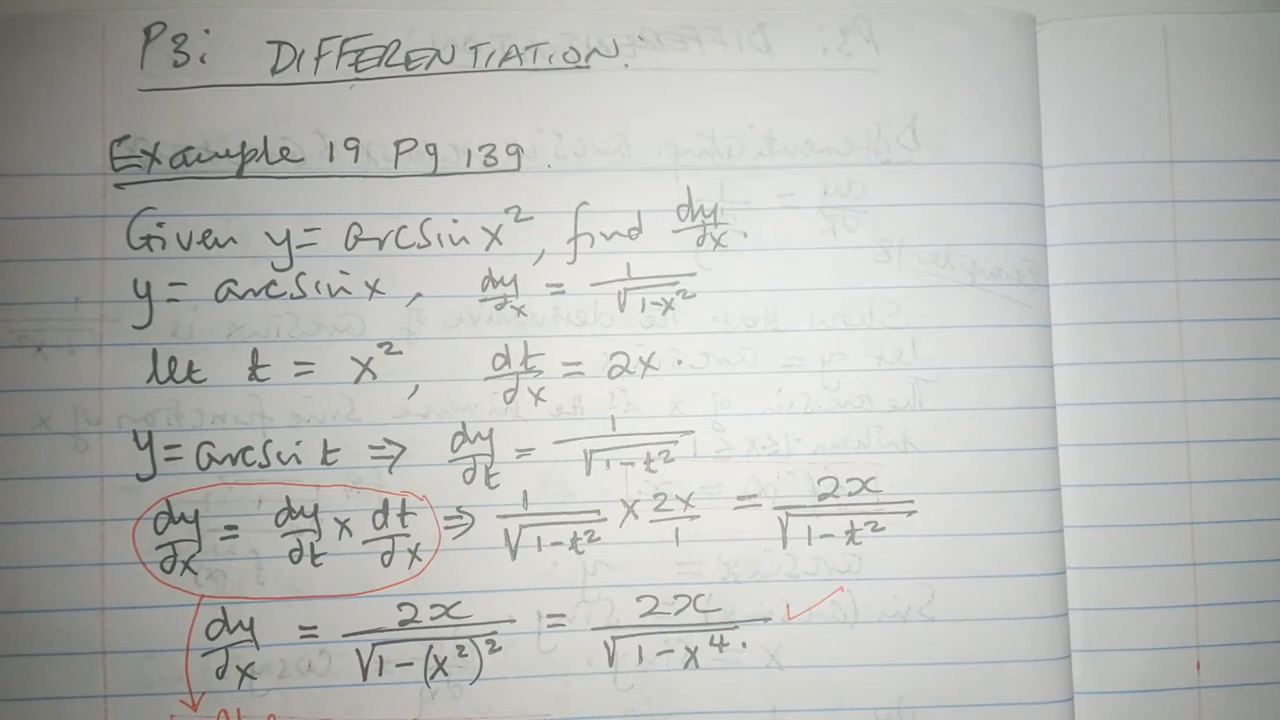 P3: DIFFERENTIATION.
Example 19 Pg 139.
Given y = arcsin x², find dy/dx.
y = arcsin x, dy/dx = 1/√(1-x²)
let t = x², dt/dx = 2x.
y = arcsin t ⇒ dy/dt = 1/√(1-t²)
dy/dx = dy/dt × dt/dx ⇒ 1/√(1-t²) × 2x/1 = 2x/√(1-t²)
dy/dx = 2x/√(1-(x²)²) = 2x/√(1-x⁴). ✓